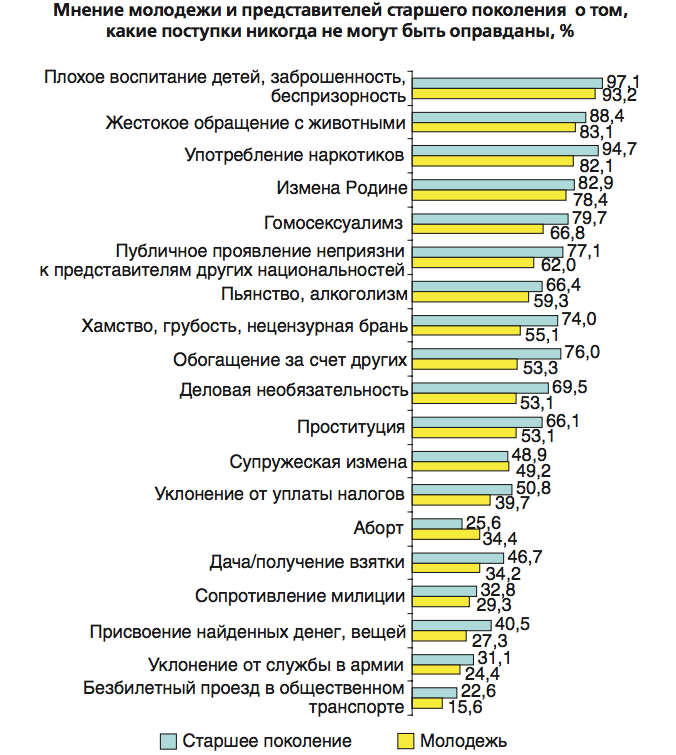 Мнение молодежи и представителей старшего поколения о том,
какие поступки никогда не могут быть оправданы, %
Плохое воспитание детей, заброшенность,
беспризорность
97,1
93,2
Жестокое обращение с животными
88,4
83,1
Употребление наркотиков
94,7
82,1
Измена Родине
82,9
78,4
Гомосексуализм
79,7
66,8
Публичное проявление неприязни
к представителям других национальностей
77,1
62,0
Пьянство, алкоголизм
66,4
59,3
Хамство, грубость, нецензурная брань
74,0
55,1
Обогащение за счет других
76,0
53,3
Деловая необязательность
69,5
53,1
Проституция
66,1
53,1
Супружеская измена
48,9
49,2
Уклонение от уплаты налогов
50,8
39,7
Аборт
25,6
34,4
Дача/получение взятки
46,7
34,2
Сопротивление милиции
32,8
29,3
Присвоение найденных денег, вещей
40,5
27,3
Уклонение от службы в армии
31,1
24,4
Безбилетный проезд в общественном
транспорте
22,6
15,6
Старшее поколение
Молодежь